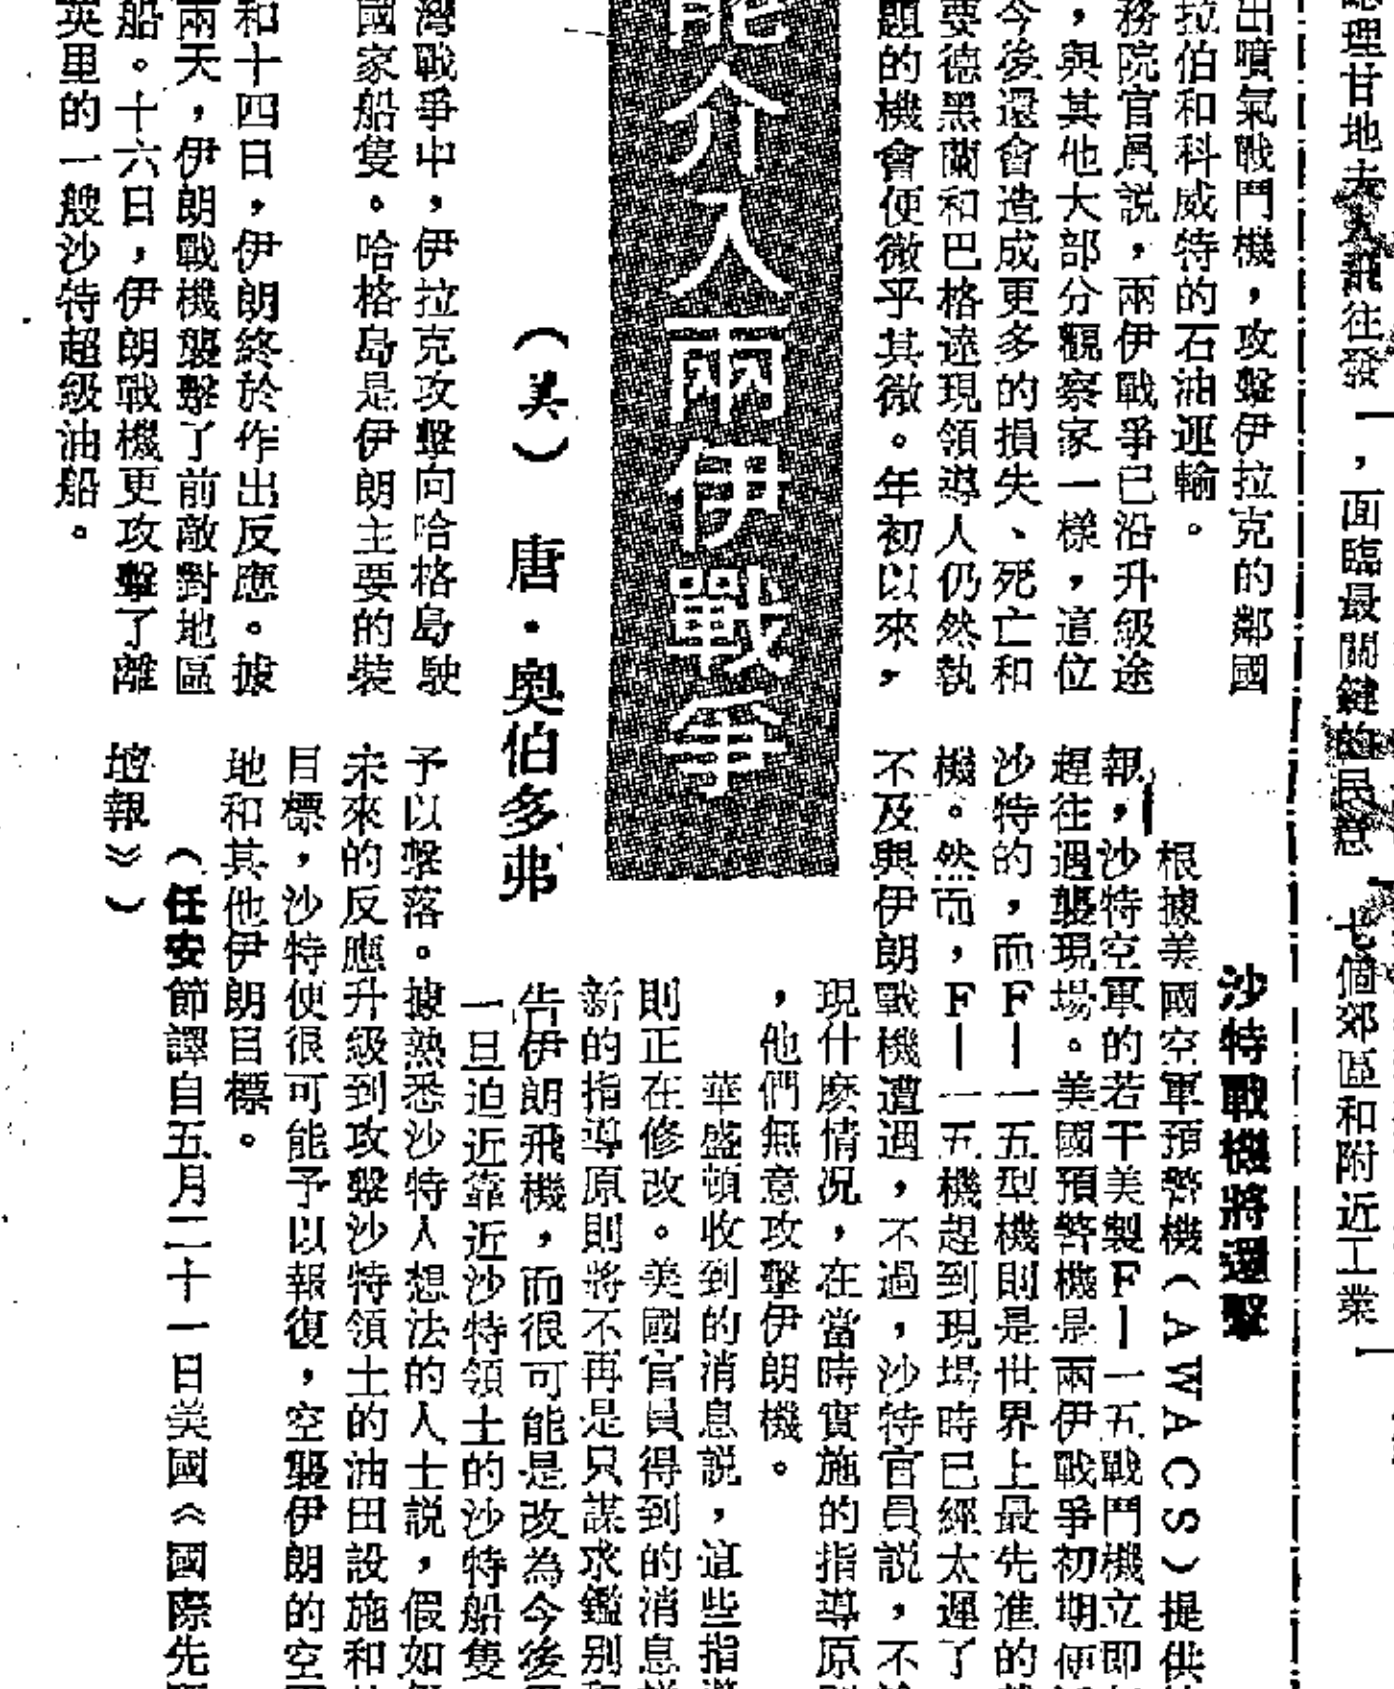 總理甘地夫人
往發
,面臨最關鍵的民意
七個郊區和附近工業
出噴氣戰鬥機,攻擊伊拉克的鄰國
拉伯和科威特的石油運輸。
務院官員説,兩伊戰爭已沿升級途
,與其他大部分觀察家一樣,這位
今後還會造成更多的損失、死亡和
要德黑蘭和巴格達現領導人仍然執
題的機會便微乎其微。年初以來,
能介入兩伊戰爭
(美) 唐·奧伯多弗
灣戰爭中,伊拉克攻擊向哈格島駛
國家船隻。哈格島是伊朗主要的裝
和十四日,伊朗終於作出反應。據
兩天,伊朗戰機襲擊了前敵對地區
船。十六日,伊朗戰機更攻擊了離
英里的一艘沙特超級油船。
沙特戰機將還擊
根據美國空軍預警機(AWACS)提供
報,沙特空軍的若干美製F—一五戰鬥機立即
趕往遇襲現場。美國預警機是兩伊戰爭初期便
沙特的,而F—一五型機則是世界上最先進的
機。然而,F—一五機趕到現場時已經太遲了
不及與伊朗戰機遭遇,不過,沙特官員説,不
現什麽情况,在當時實施的指導原
,他們無意攻擊伊朗機。
華盛頓收到的消息説,這些指
則正在修改。美國官員得到的消息
新的指導原則將不再是只謀求鑑别
告伊朗飛機,而很可能是改為今後
一旦迫近靠近沙特領土的沙特船隻
予以擊落。據熟悉沙特人想法的人士説,假如
未來的反應升級到攻擊沙特領土的油田設施和
目標,沙特便很可能予以報復,空襲伊朗的空
地和其他伊朗目標。
(任安節譯自五月二十一日美國《國際先
壇報》)